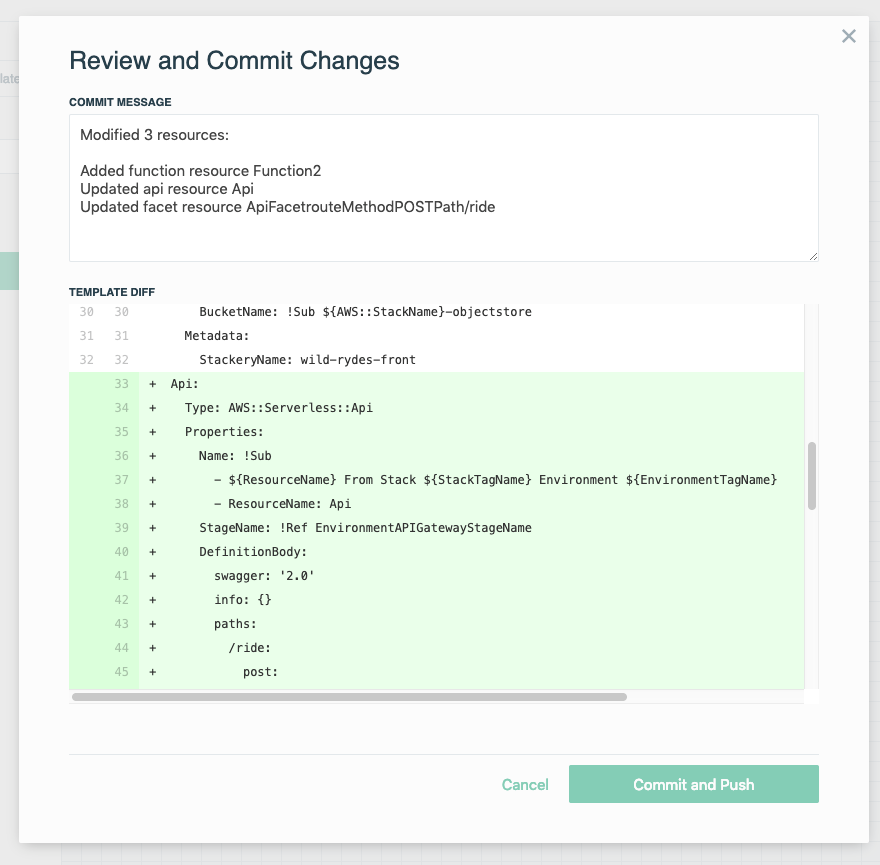 late
Review and Commit Changes
COMMIT MESSAGE
Modified 3 resources:
Added function resource Function2
Updated api resource Api
Updated facet resource ApiFacetrouteMethodPOSTPath/ride
TEMPLATE DIFF
30 30 BucketName: !Sub ${AWS::StackName}-objectstore
31 31 Metadata:
32 32 StackeryName: wild-rydes-front
33 + Api:
34 + Type: AWS::Serverless::Api
35 + Properties:
36 + Name: !Sub
37 + - ${ResourceName} From Stack ${StackTagName} Environment ${EnvironmentTagName}
38 + - ResourceName: Api
39 + StageName: !Ref EnvironmentAPIGatewayStageName
40 + DefinitionBody:
41 + swagger: '2.0'
42 + info: {}
43 + paths:
44 + /ride:
45 + post:
Cancel
Commit and Push